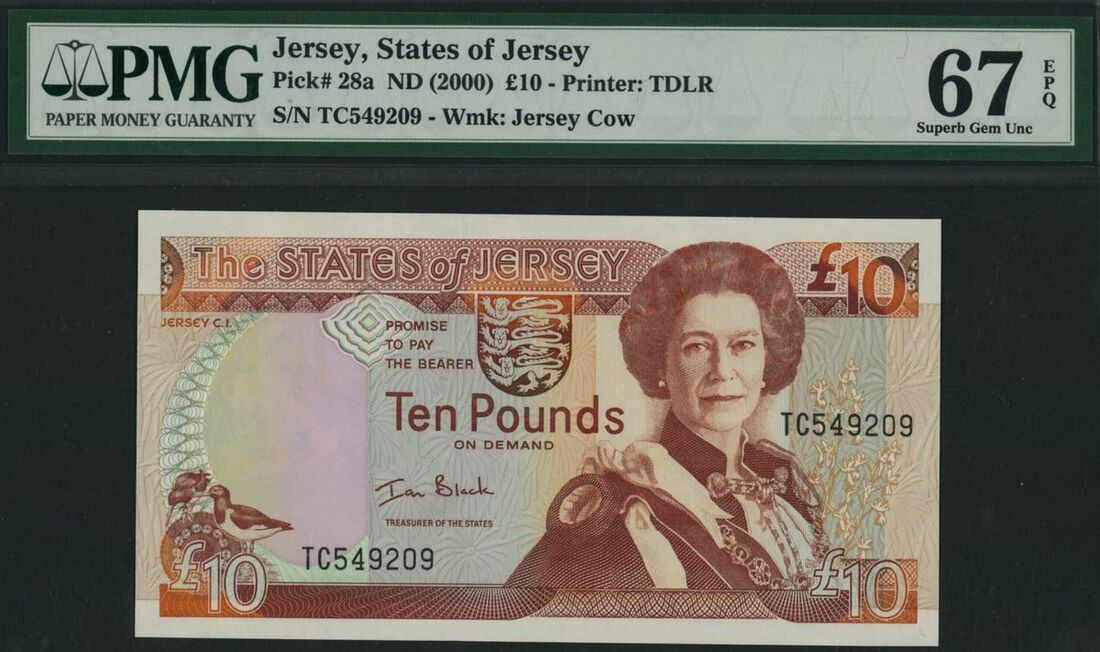 PMG
PAPER MONEY GUARANTY
Jersey, States of Jersey
Pick# 28a ND (2000) £10 - Printer: TDLR
S/N TC549209 - Wmk: Jersey Cow
67
EPQ
Superb Gem Unc
The STATES of JERSEY
£10
JERSEY C.I.
PROMISE
TO PAY
THE BEARER
Ten Pounds
ON DEMAND
TC549209
Ian Black
TREASURER OF THE STATES
TC549209
£10
£10